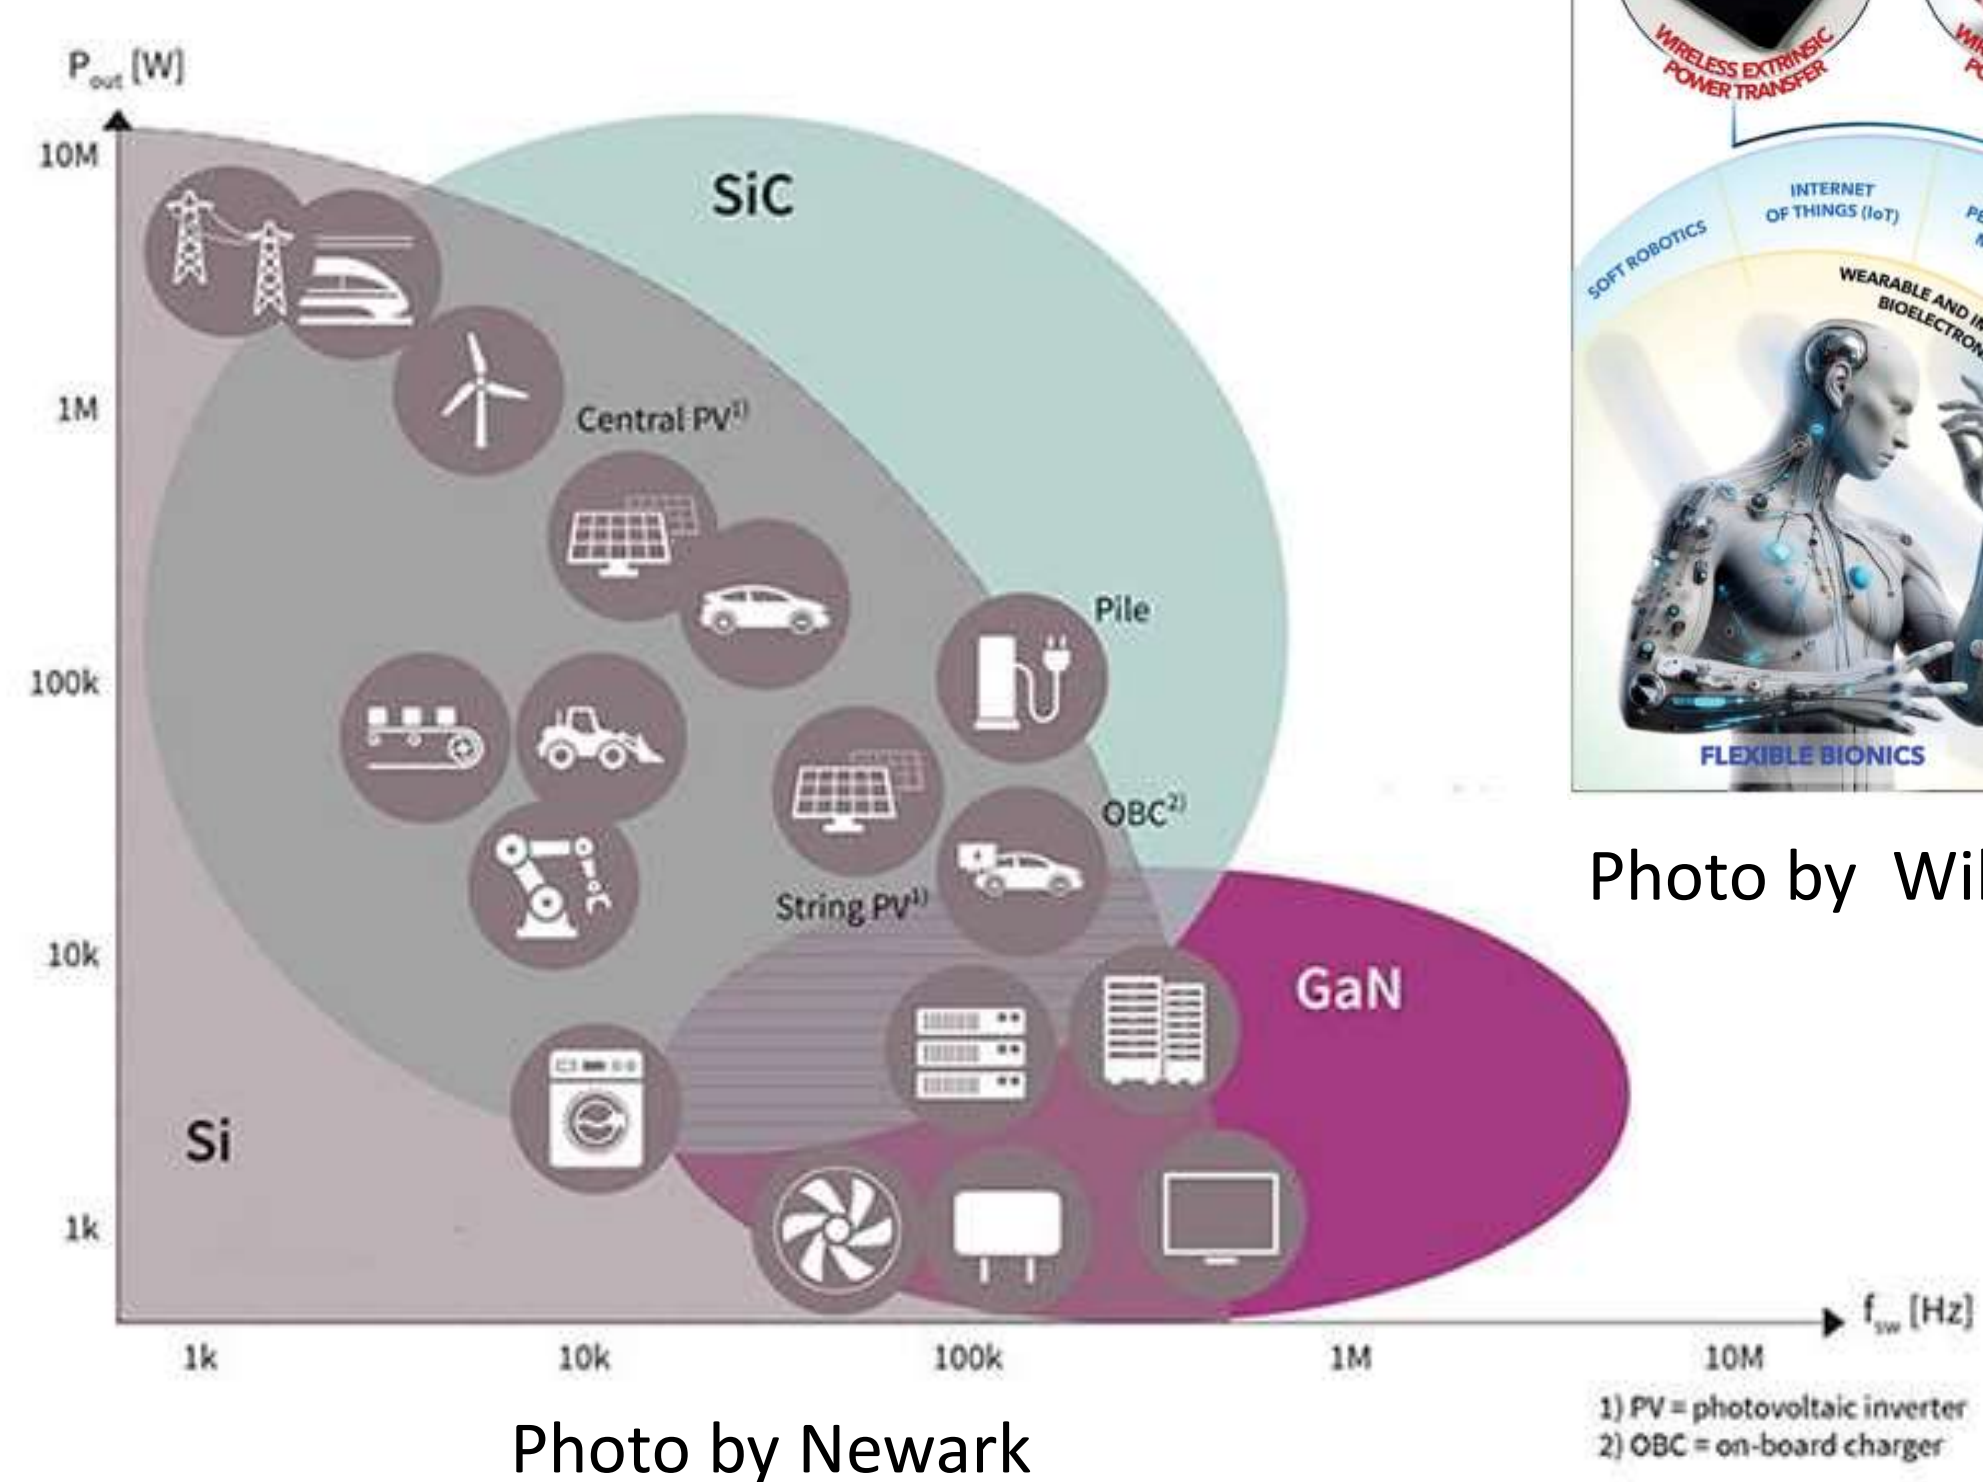 P_out [W]
10M
1M
100k
10k
1k
SiC
Central PV¹⁾
Pile
OBC²⁾
String PV¹⁾
GaN
Si
1k
10k
100k
1M
10M
f_sw [Hz]
1) PV = photovoltaic inverter
2) OBC = on-board charger
Photo by Newark
WIRELESS EXTRINSIC
POWER TRANSFER
SOFT ROBOTICS
INTERNET
OF THINGS (IoT)
WEARABLE AND
FLEXIBLE BIONICS
Photo by